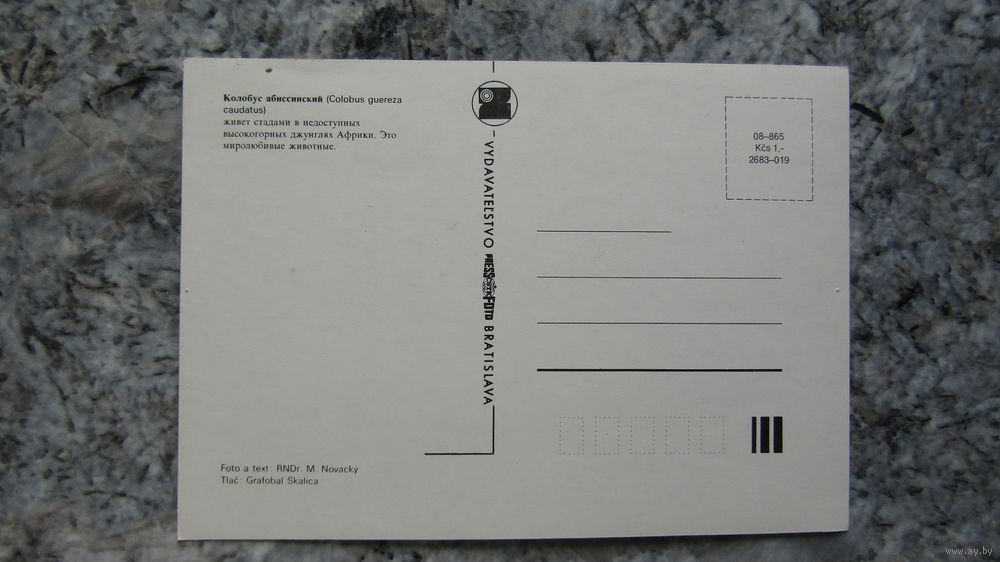 Колобус абиссинский (Colobus guereza
caudatus)
живет стадами в недоступных
высокогорных джунглях Африки. Это
миролюбивые животные.
Foto a text: RNDr. M. Novacký
Tlač: Grafobal Skalica
VYDAVATEĽSTVO PRESSFOTO BRATISLAVA
08–865
Kčs 1,-
2683–019
www.ay.by